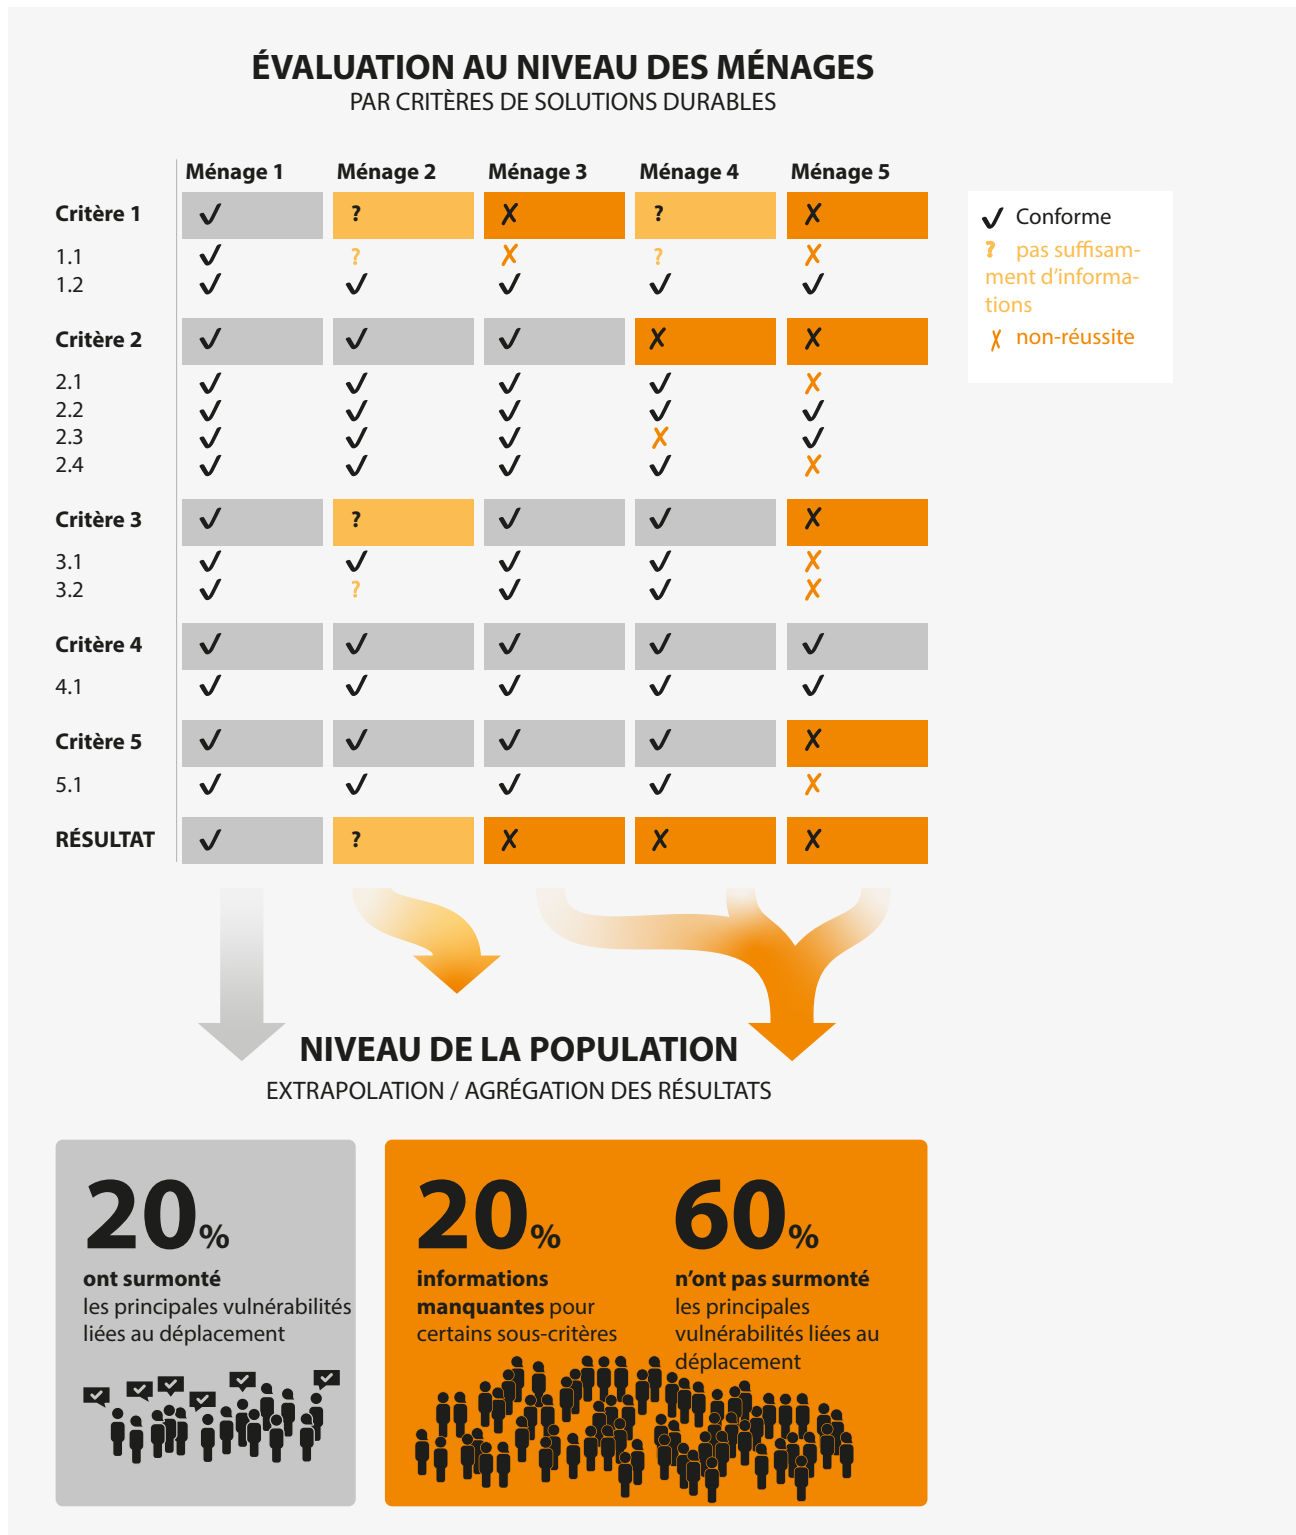 ÉVALUATION AU NIVEAU DES MÉNAGES
PAR CRITÈRES DE SOLUTIONS DURABLES
Ménage 1 Ménage 2 Ménage 3 Ménage 4 Ménage 5
Critère 1 ✓ ? ✗ ? ✗
1.1 ✓ ? ✗ ? ✗
1.2 ✓ ✓ ✓ ✓ ✓
Critère 2 ✓ ✓ ✓ ✗ ✗
2.1 ✓ ✓ ✓ ✓ ✗
2.2 ✓ ✓ ✓ ✓ ✓
2.3 ✓ ✓ ✓ ✗ ✓
2.4 ✓ ✓ ✓ ✓ ✗
Critère 3 ✓ ? ✓ ✓ ✗
3.1 ✓ ✓ ✓ ✓ ✗
3.2 ✓ ? ✓ ✓ ✗
Critère 4 ✓ ✓ ✓ ✓ ✓
4.1 ✓ ✓ ✓ ✓ ✓
Critère 5 ✓ ✓ ✓ ✓ ✗
5.1 ✓ ✓ ✓ ✓ ✗
RÉSULTAT ✓ ? ✗ ✗ ✗
✓ Conforme
? pas suffisam-
ment d'informa-
tions
✗ non-réussite
NIVEAU DE LA POPULATION
EXTRAPOLATION / AGRÉGATION DES RÉSULTATS
20%
ont surmonté
les principales vulnérabilités
liées au déplacement
20%
informations
manquantes pour
certains sous-critères
60%
n'ont pas surmonté
les principales
vulnérabilités liées au
déplacement